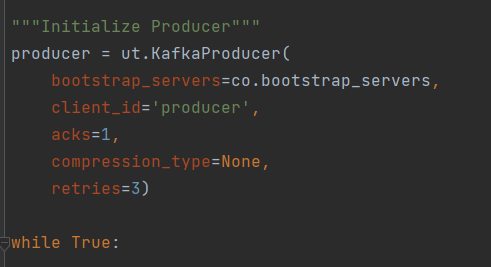 """Initialize Producer"""
producer = ut.KafkaProducer(
    bootstrap_servers=co.bootstrap_servers,
    client_id='producer',
    acks=1,
    compression_type=None,
    retries=3)
while True: